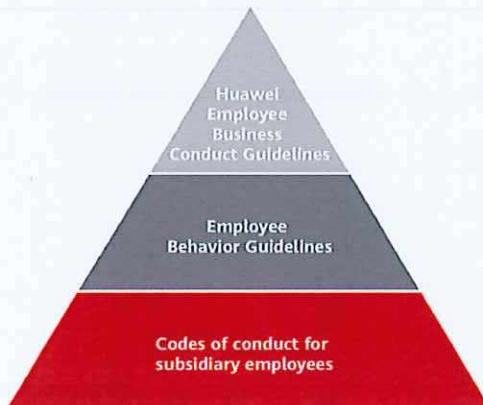 Huawei
Employee
Business
Conduct Guidelines
Employee
Behavior Guidelines
Codes of conduct for
subsidiary employees